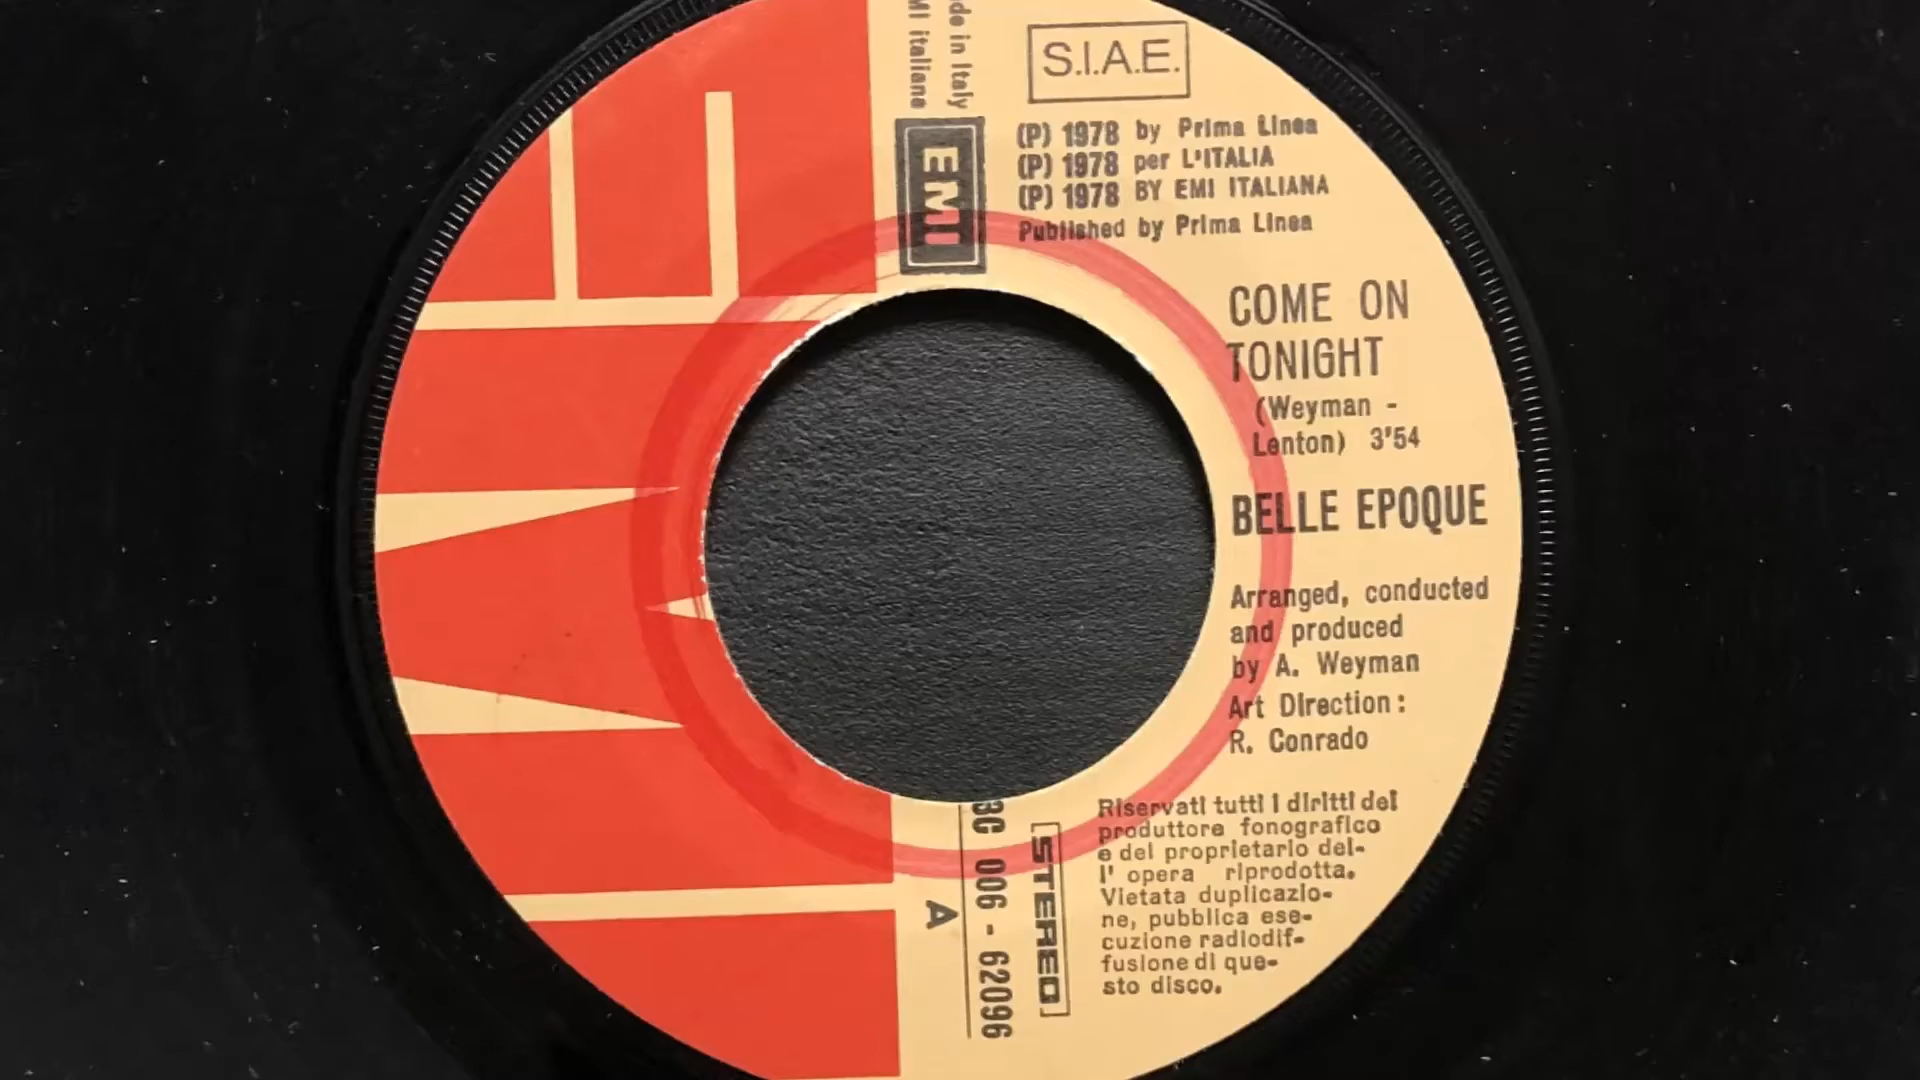 de in Italy
MI italiana
EMI
S.I.A.E.
(P) 1978 by Prima Linea
(P) 1978 per L'ITALIA
(P) 1978 BY EMI ITALIANA
Published by Prima Linea
COME ON
TONIGHT
(Weyman -
Lenton) 3'54
BELLE EPOQUE
Arranged, conducted
and produced
by A. Weyman
Art Direction:
R. Conrado
Riservati tutti i diritti del
produttore fonografico
e del proprietario del-
l' opera riprodotta.
Vietata duplicazio-
ne, pubblica ese-
cuzione radiodif-
fusione di que-
sto disco.
STEREO
3C 006 - 62096
A